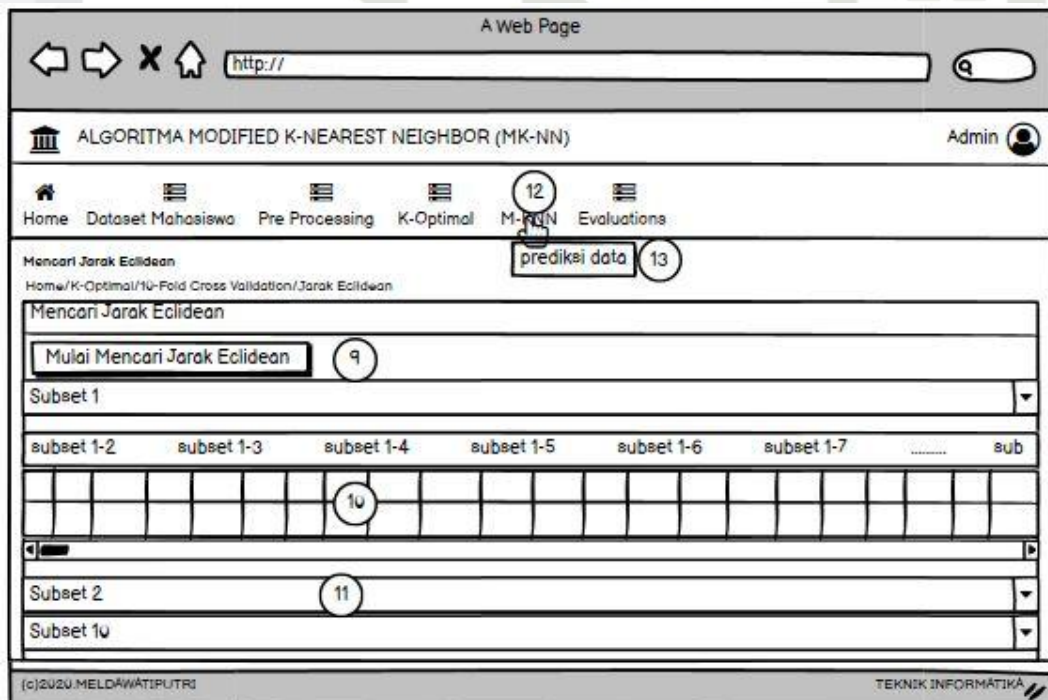 A Web Page
http://
ALGORITMA MODIFIED K-NEAREST NEIGHBOR (MK-NN)
Admin
12
Home Dataset Mahasiswa Pre Processing K-Optimal M-KNN Evaluations
prediksi data 13
Mencari Jarak Eclidean
Home/K-Optimal/10-Fold Cross Validation/Jarak Eclidean
Mencari Jarak Eclidean
Mulai Mencari Jarak Eclidean 9
Subset 1
subset 1-2 subset 1-3 subset 1-4 subset 1-5 subset 1-6 subset 1-7 ......... sub
10
Subset 2 11
Subset 10
(c)2020.MELDAWATIPUTRI TEKNIK INFORMATIKA